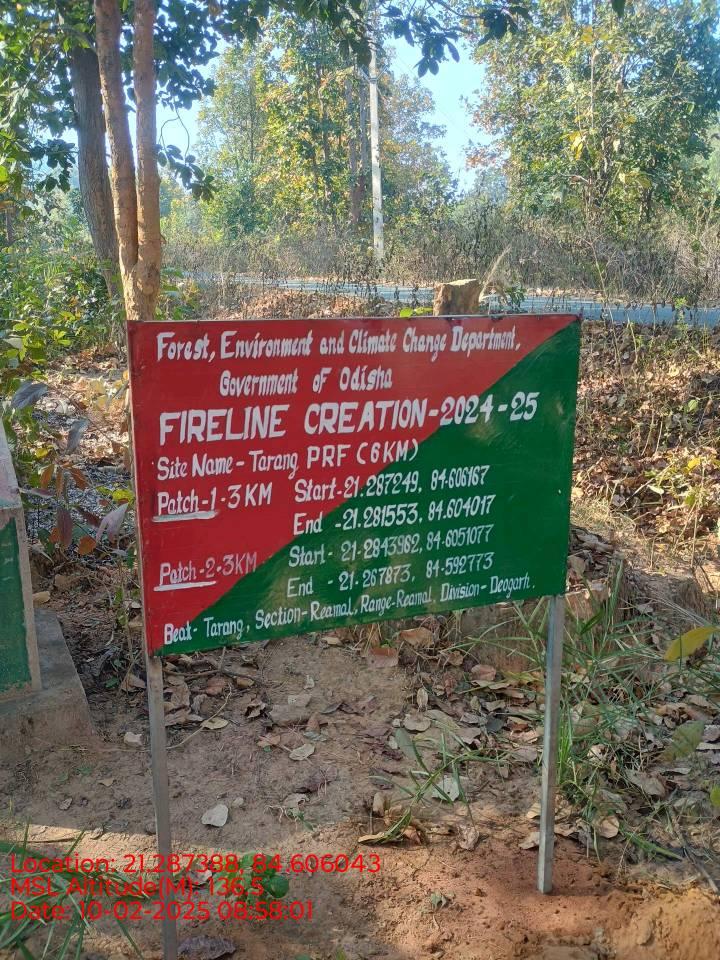 Forest, Environment and Climate Change Department,
Government of Odisha
FIRELINE CREATION-2024-25
Site Name- Tarang PRF (6KM)
Patch-1-3KM Start-21.287249, 84.606167
End -21.281553, 84.604017
Patch-2-3KM Start- 21.2843962, 84.6051077
End - 21.267873, 84.592773
Beat- Tarang, Section-Reamal, Range-Reamal, Division- Deogarh.
Location: 21.287388, 84.606043
MSL Altitude(M): 136.5
Date: 10-02-2025 08:58:01